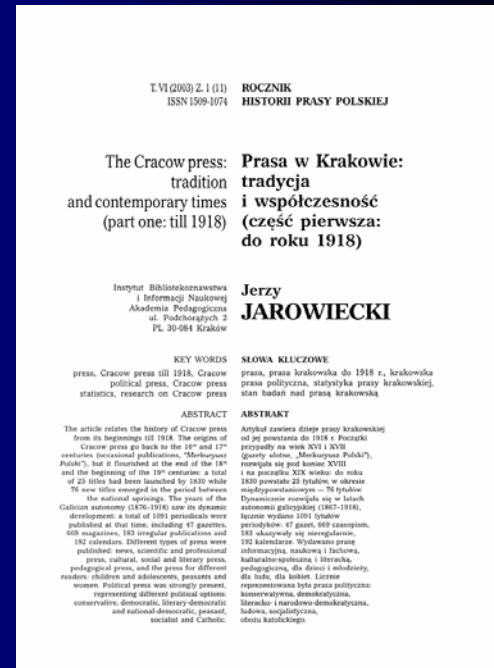 T. VI (2003) Z. 1 (11)
ISSN 1509-1074
ROCZNIK
HISTORII PRASY POLSKIEJ
The Cracow press:
tradition
and contemporary times
(part one: till 1918)
Prasa w Krakowie:
tradycja
i współczesność
(część pierwsza:
do roku 1918)
Instytut Bibliotekoznawstwa
i Informacji Naukowej
Akademia Pedagogiczna
ul. Podchorążych 2
PL 30-084 Kraków
Jerzy
JAROWIECKI
KEY WORDS
press, Cracow press till 1918, Cracow
political press, Cracow press
statistics, research on Cracow press
SŁOWA KLUCZOWE
prasa, prasa krakowska do 1918 r., krakowska
prasa polityczna, statystyka prasy krakowskiej,
stan badań nad prasą krakowską
ABSTRACT
The article relates the history of Cracow press
from its beginnings till 1918. The origins of
Cracow press go back to the 16th and 17th
centuries (occasional publications, "Merkuryusz
Polski"), but it flourished at the end of the 18th
and the beginning of the 19th centuries: a total
of 25 titles had been launched by 1830 while
76 new titles emerged in the period between
the national uprisings. The years of the
Galician autonomy (1876-1918) saw its dynamic
development: a total of 1091 periodicals were
published at that time, including 47 gazettes,
669 magazines, 183 irregular publications and
192 calendars. Different types of press were
published: news, scientific and professional
press, cultural, social and literary press,
pedagogical press, and the press for different
readers: children and adolescents, peasants and
women. Political press was strongly present,
representing different political options:
conservative, democratic, literary-democratic
and national-democratic, peasant,
socialist and Catholic.
ABSTRAKT
Artykuł zawiera dzieje prasy krakowskiej
od jej powstania do 1918 r. Początki
przypadły na wiek XVI i XVII
(gazety ulotne, „Merkuryusz Polski"),
rozwijała się pod koniec XVIII
i na początku XIX wieku: do roku
1830 powstało 25 tytułów, w okresie
międzypowstaniowym — 76 tytułów.
Dynamicznie rozwijała się w latach
autonomii galicyjskiej (1867-1918),
łącznie wydano 1091 tytułów
periodyków: 47 gazet, 669 czasopism,
183 ukazywały się nieregularnie,
192 kalendarze. Wydawano prasę
informacyjną, naukową i fachową,
kulturalno-społeczną i literacką,
pedagogiczną, dla dzieci i młodzieży,
dla ludu, dla kobiet. Licznie
reprezentowana była prasa polityczna:
konserwatywna, demokratyczna,
literacko- i narodowo-demokratyczna,
ludowa, socjalistyczna,
obozu katolickiego.